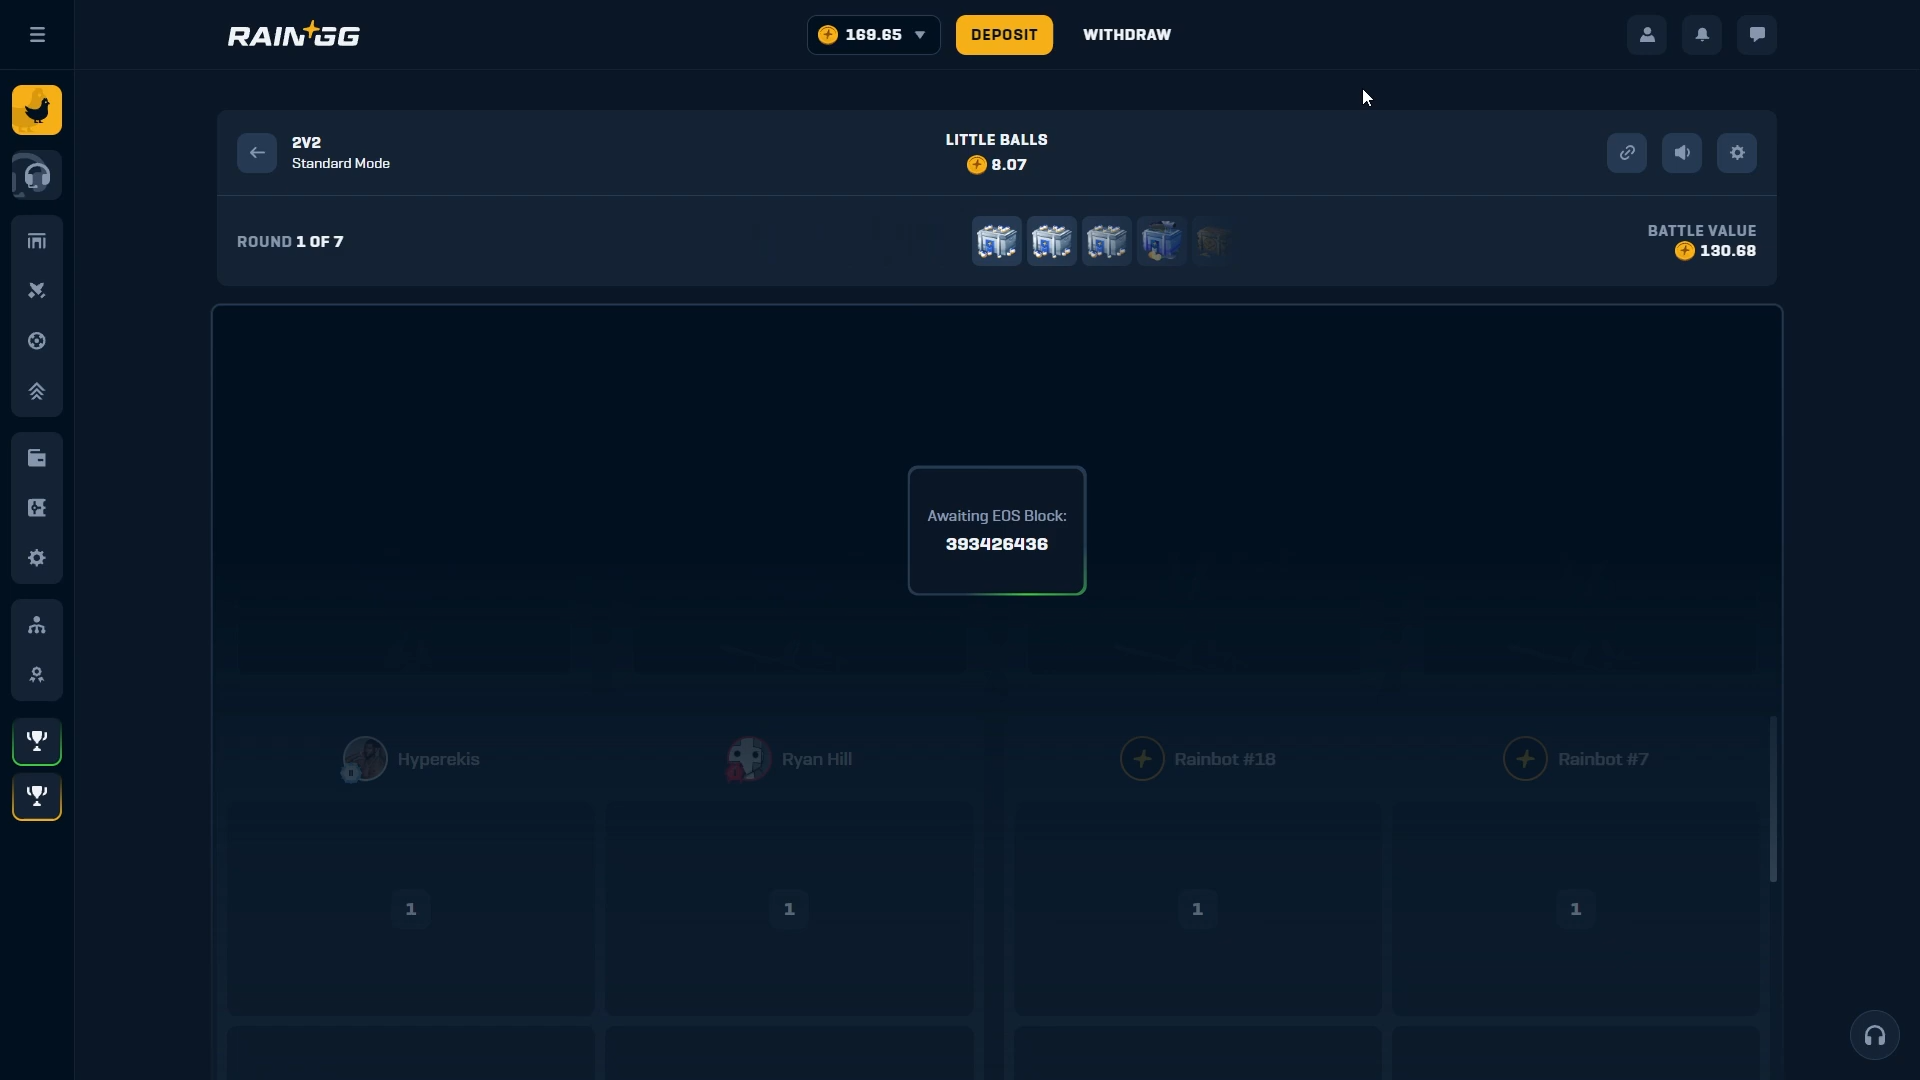 RAIN GG
169.65
DEPOSIT
WITHDRAW
2V2
Standard Mode
LITTLE BALLS
8.07
ROUND 1 OF 7
BATTLE VALUE
130.68
Awaiting EOS Block:
393426436
Hyperekis
Ryan Hill
Rainbot #18
Rainbot #7
1
1
1
1